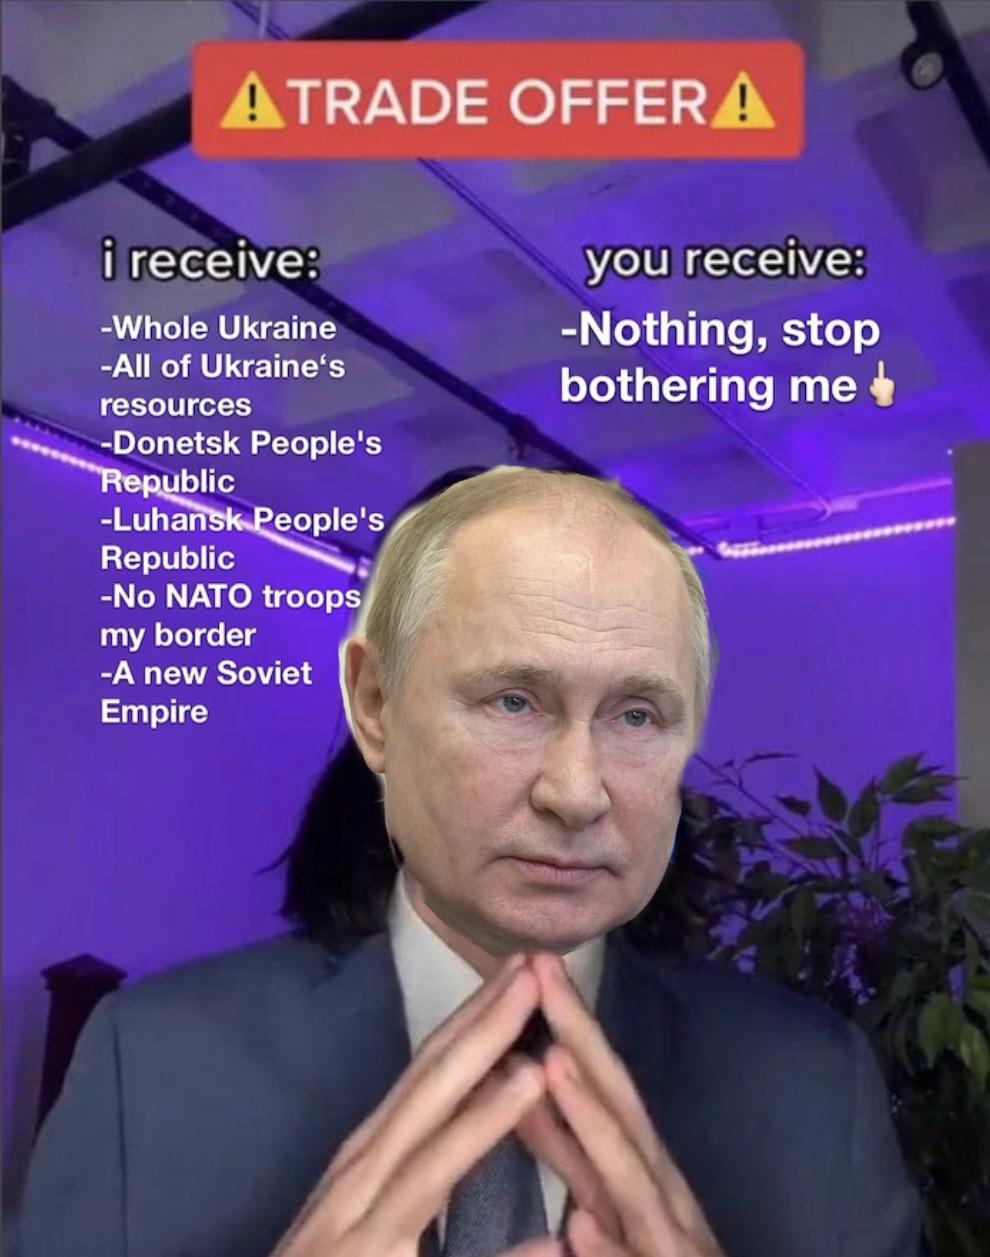 ⚠️TRADE OFFER⚠️
i receive:
-Whole Ukraine
-All of Ukraine‘s
resources
-Donetsk People's
Republic
-Luhansk People's
Republic
-No NATO troops
my border
-A new Soviet
Empire
you receive:
-Nothing, stop
bothering me🖕🏻